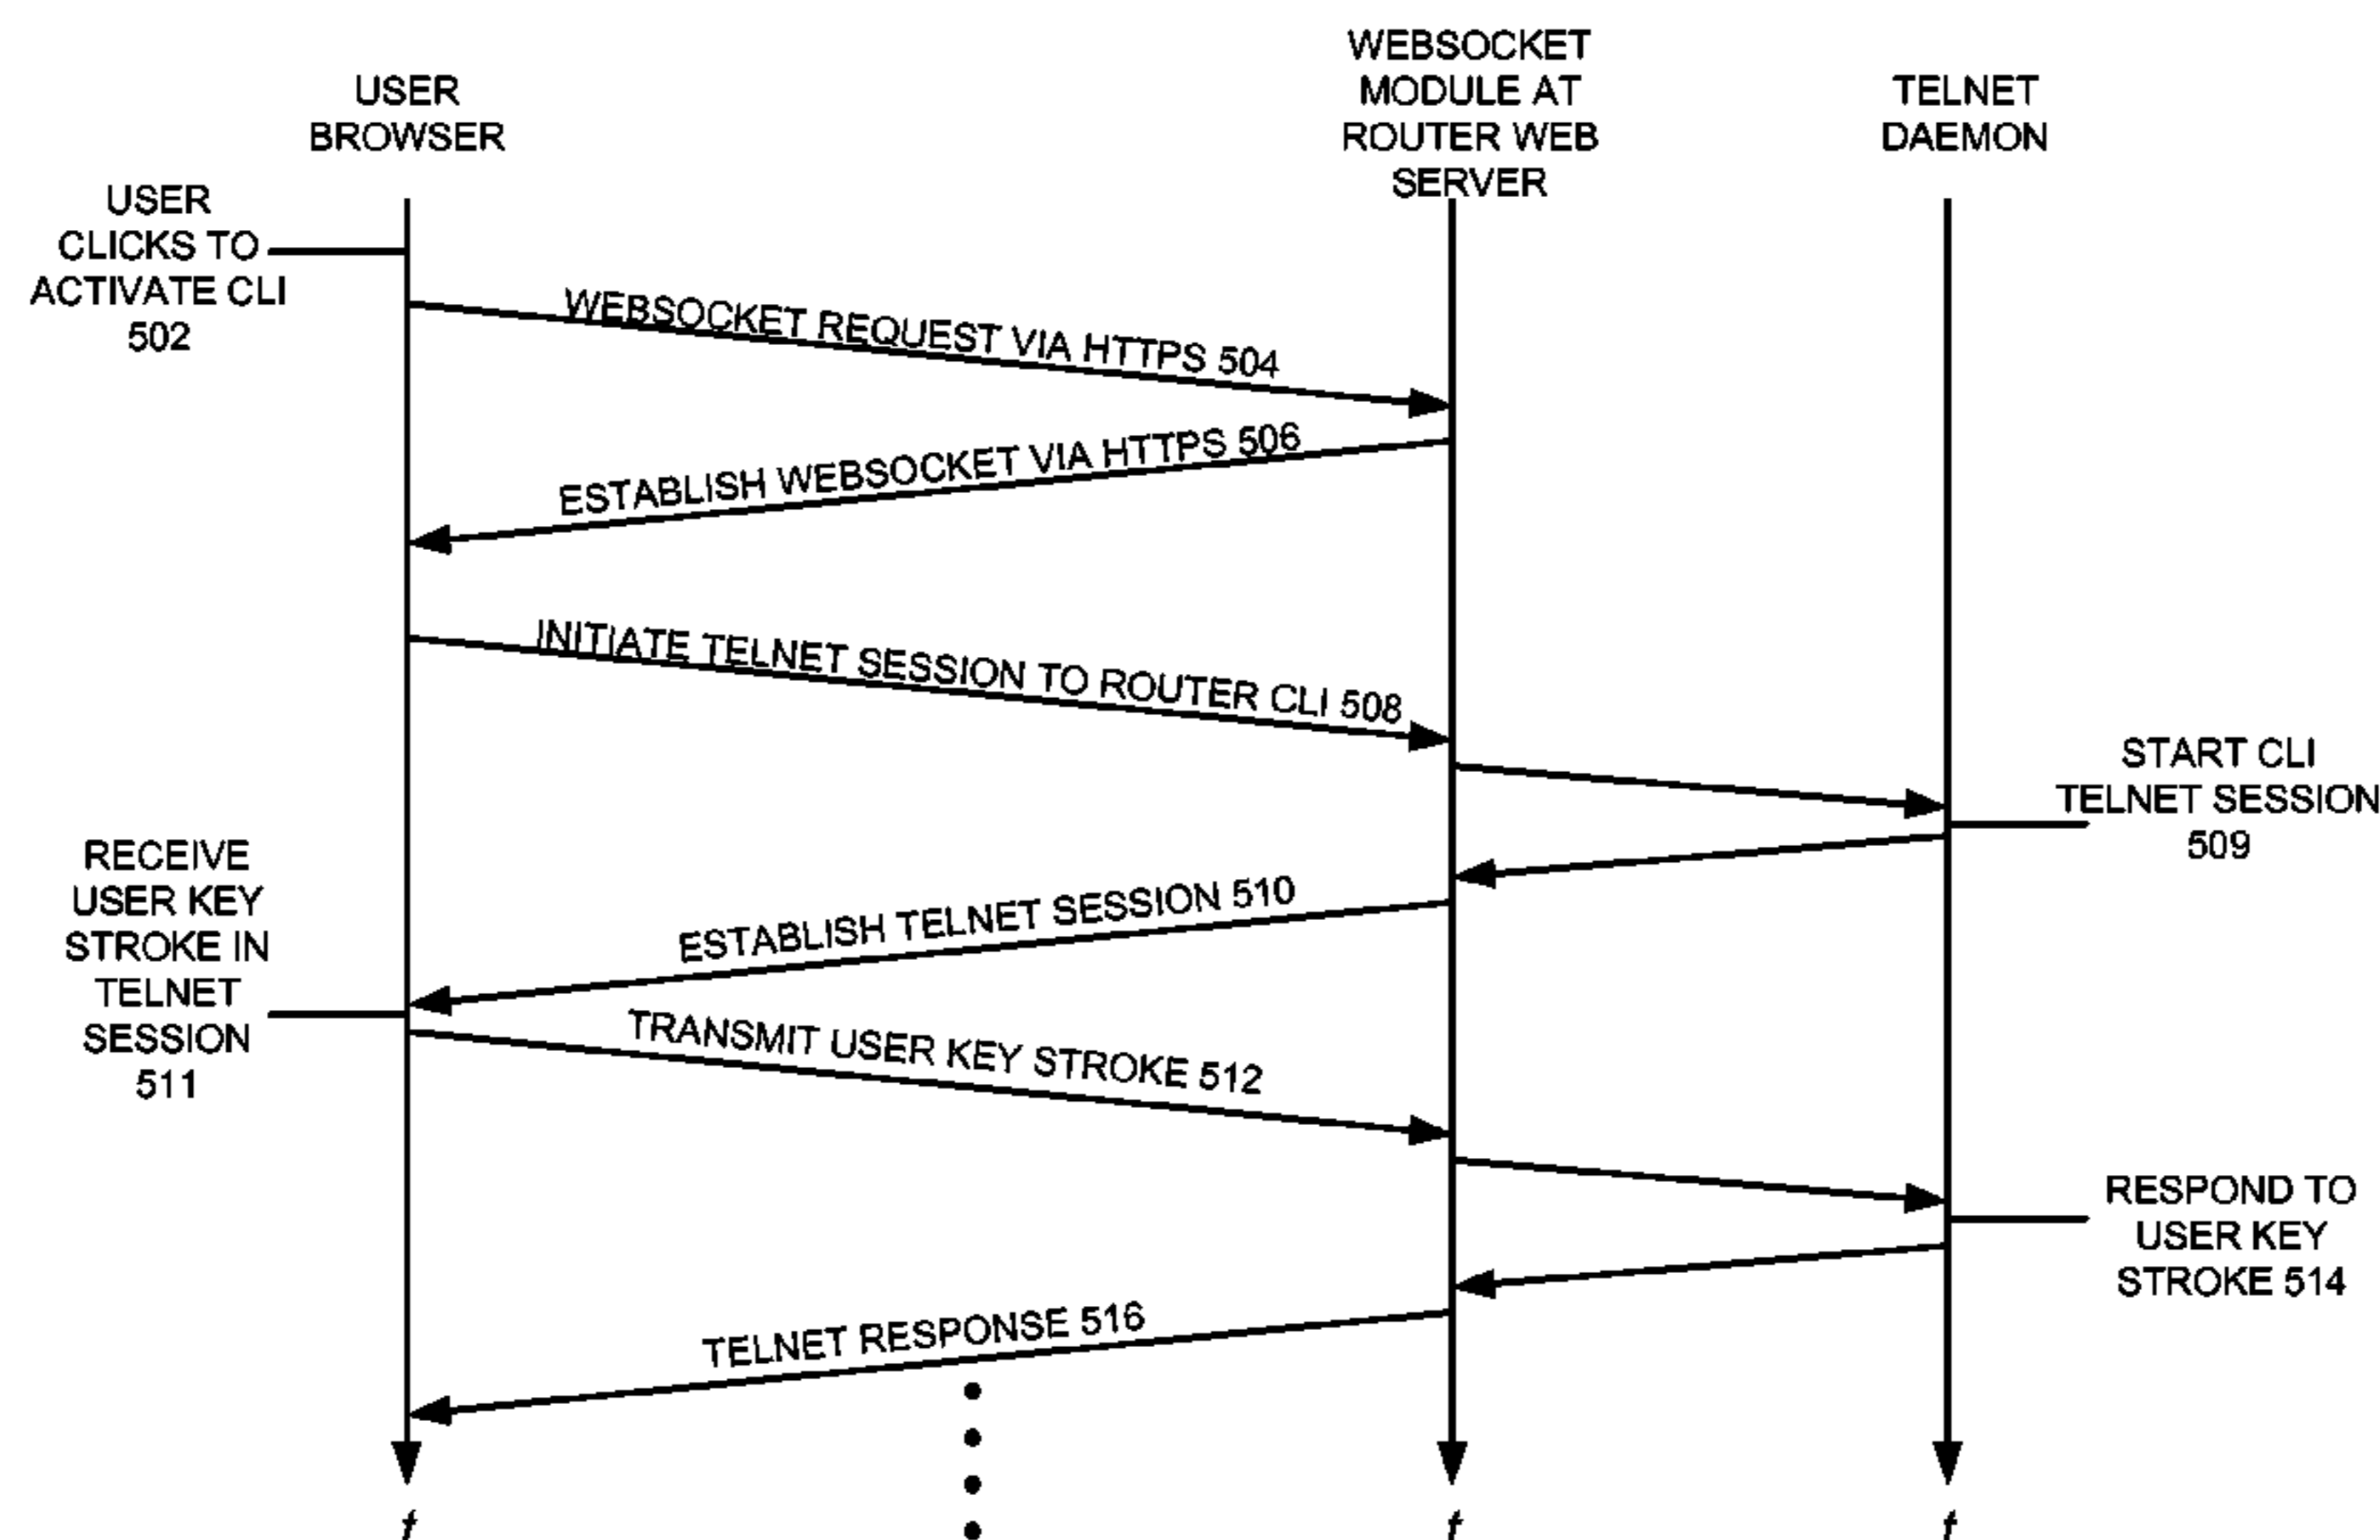 USER
BROWSER
WEBSOCKET
MODULE AT
ROUTER WEB
SERVER
TELNET
DAEMON
USER
CLICKS TO
ACTIVATE CLI
502
WEBSOCKET REQUEST VIA HTTPS 504
ESTABLISH WEBSOCKET VIA HTTPS 506
INITIATE TELNET SESSION TO ROUTER CLI 508
START CLI
TELNET SESSION
509
ESTABLISH TELNET SESSION 510
RECEIVE
USER KEY
STROKE IN
TELNET
SESSION
511
TRANSMIT USER KEY STROKE 512
RESPOND TO
USER KEY
STROKE 514
TELNET RESPONSE 516
t
t
t